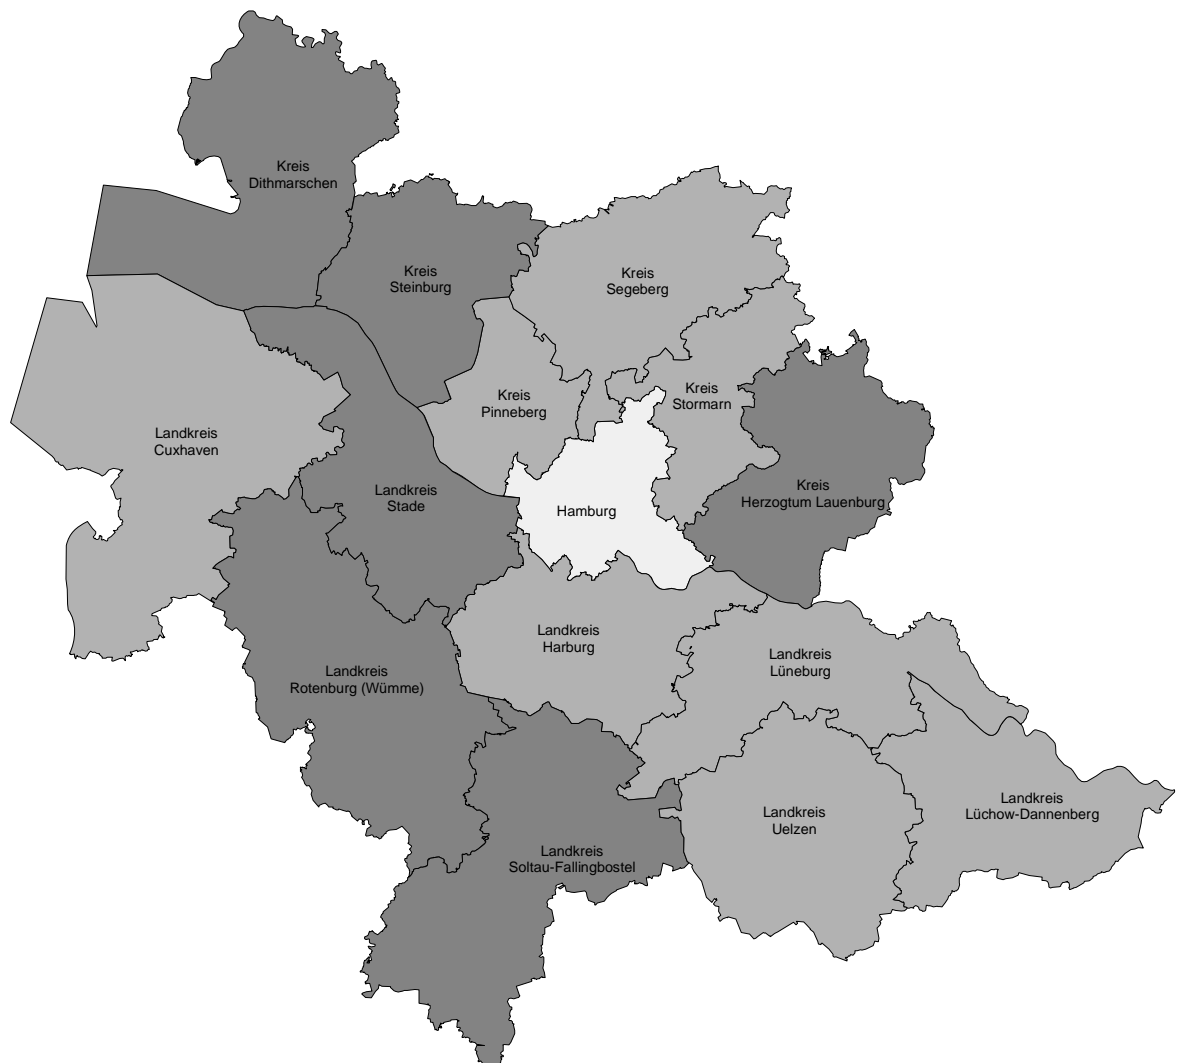 Kreis
Dithmarschen
Kreis
Steinburg
Kreis
Segeberg
Kreis
Pinneberg
Kreis
Stormarn
Landkreis
Cuxhaven
Landkreis
Stade
Hamburg
Kreis
Herzogtum Lauenburg
Landkreis
Harburg
Landkreis
Lüneburg
Landkreis
Rotenburg (Wümme)
Landkreis
Lüchow-Dannenberg
Landkreis
Uelzen
Landkreis
Soltau-Fallingbostel